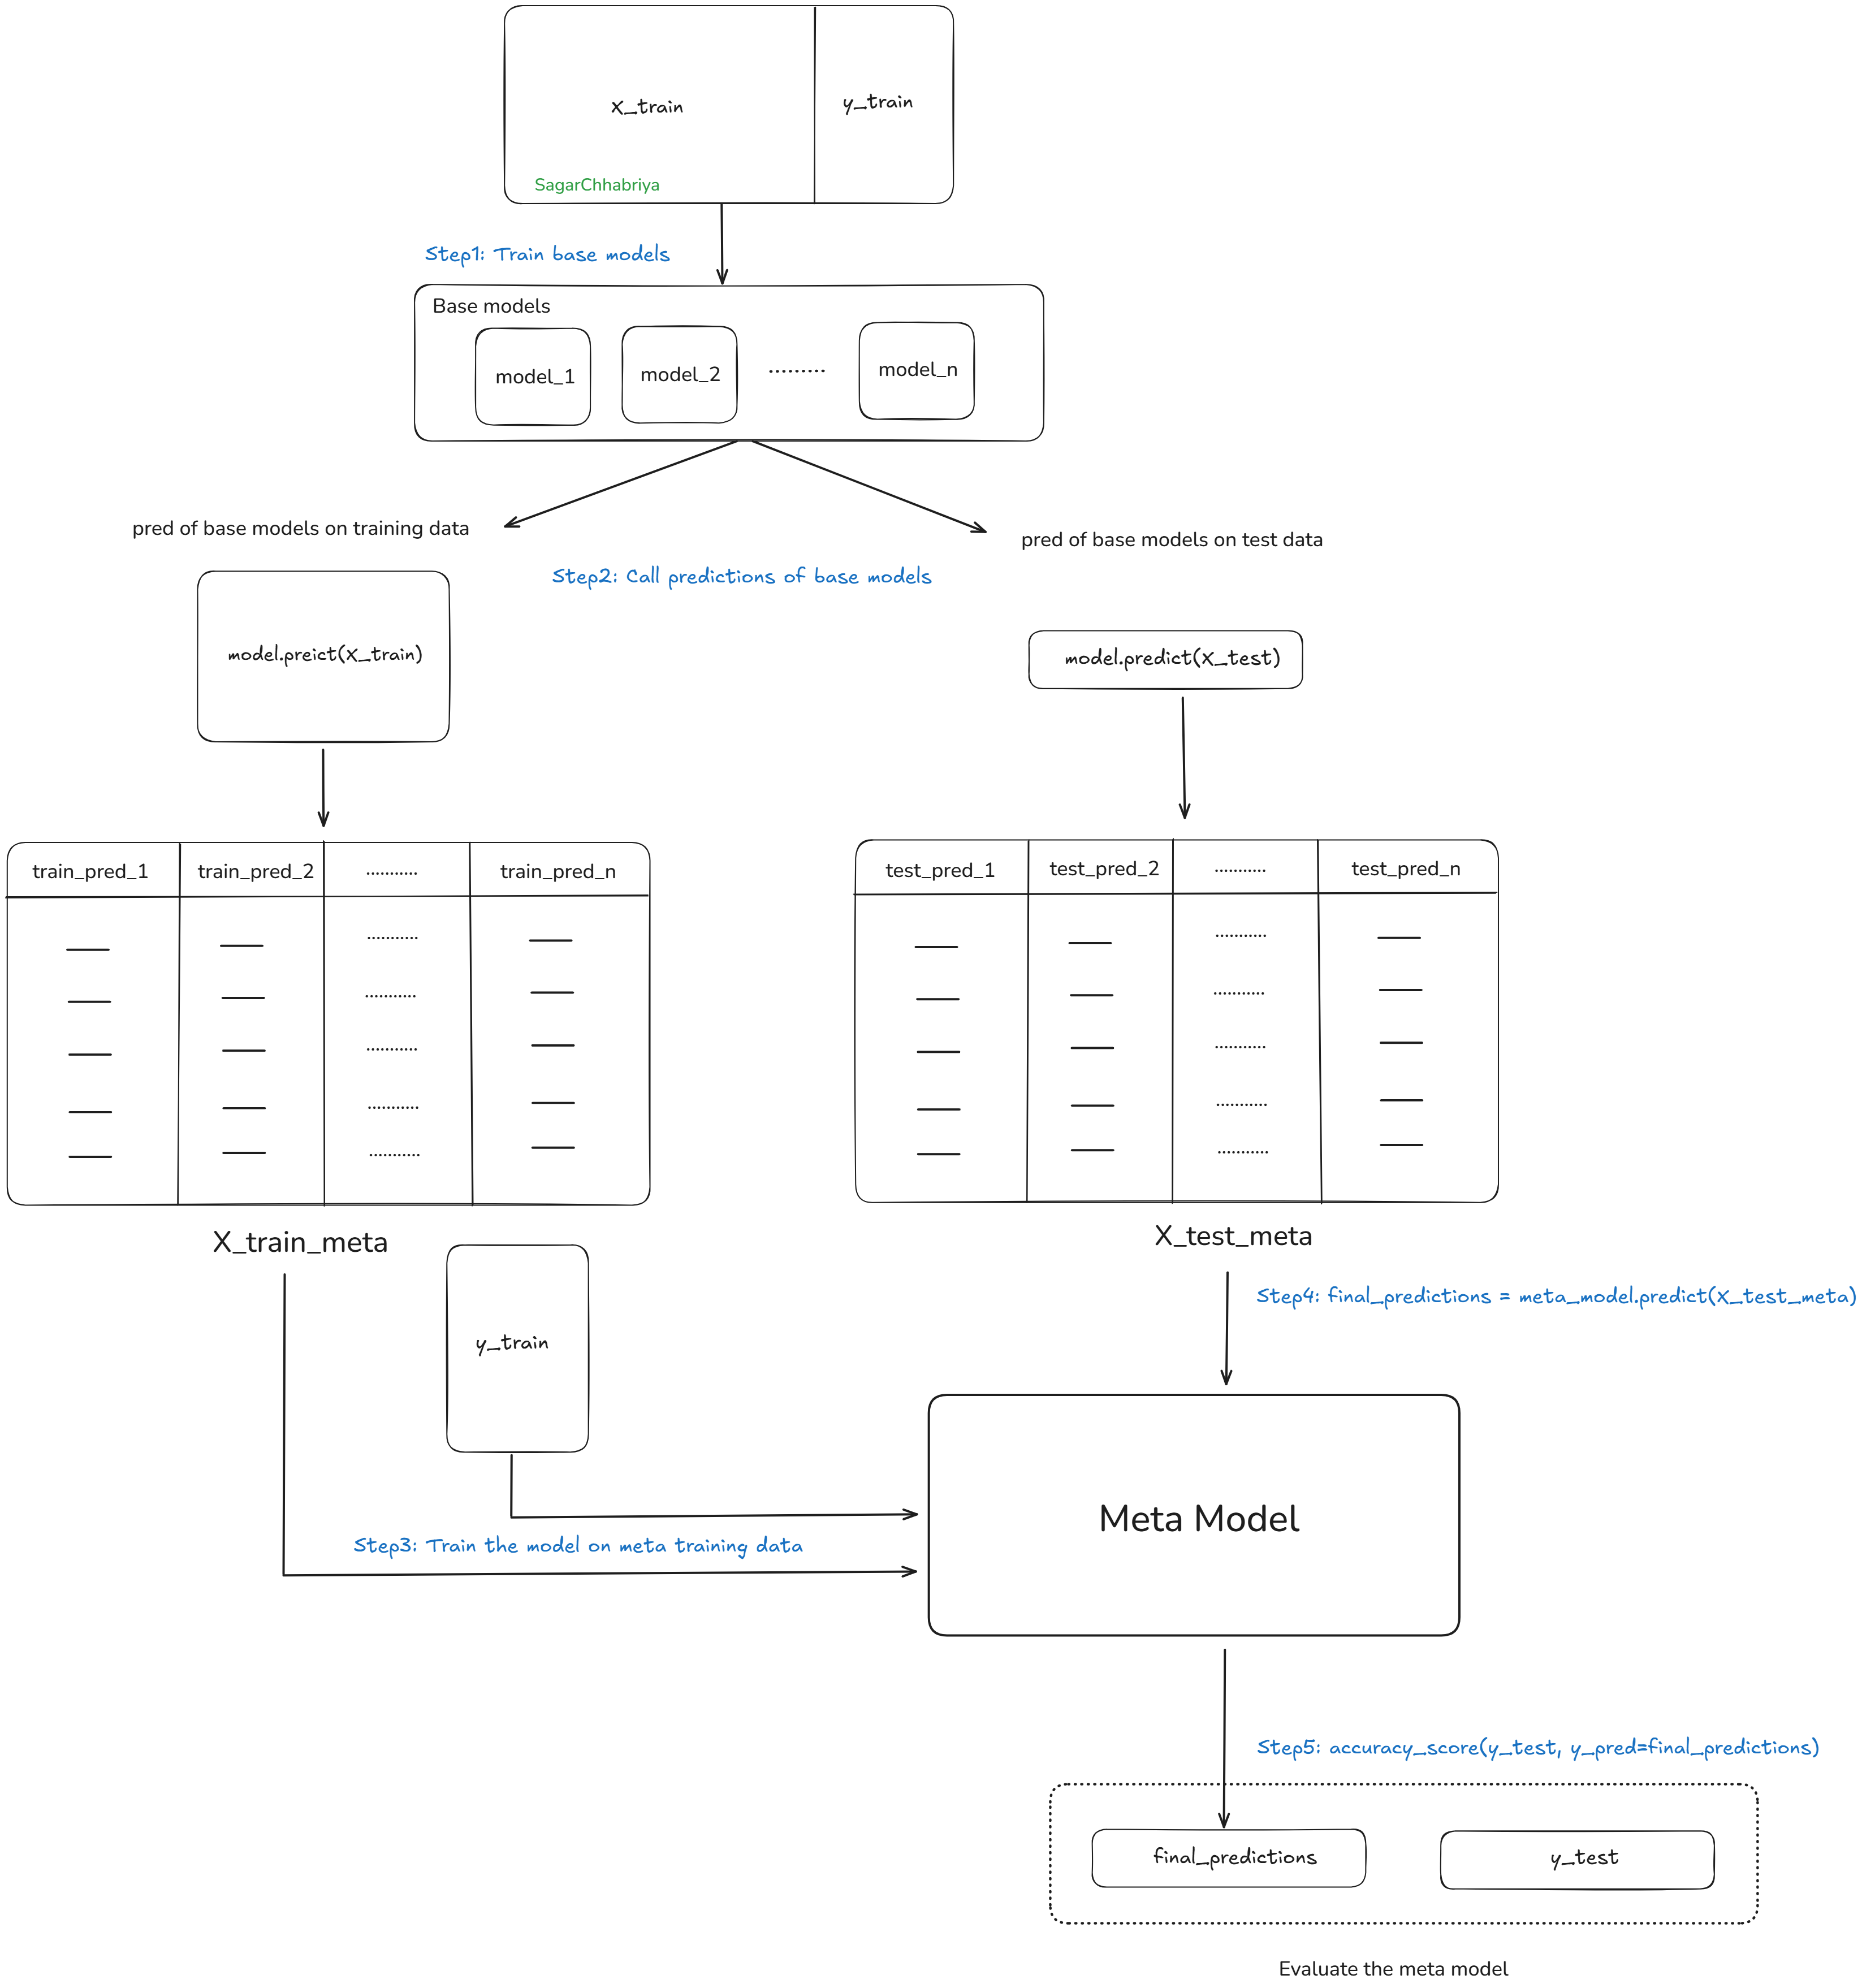 X_train
y_train
SagarChhabriya
Step1: Train base models
Base models
model_1
model_2
.........
model_n
pred of base models on training data
pred of base models on test data
Step2: Call predictions of base models
model.preict(X_train)
model.predict(X_test)
train_pred_1
train_pred_2
...........
train_pred_n
...........
...........
...........
...........
...........
test_pred_1
test_pred_2
...........
test_pred_n
...........
...........
...........
...........
...........
X_train_meta
X_test_meta
y_train
Step4: final_predictions = meta_model.predict(X_test_meta)
Meta Model
Step3: Train the model on meta training data
Step5: accuracy_score(y_test, y_pred=final_predictions)
final_predictions
y_test
Evaluate the meta model